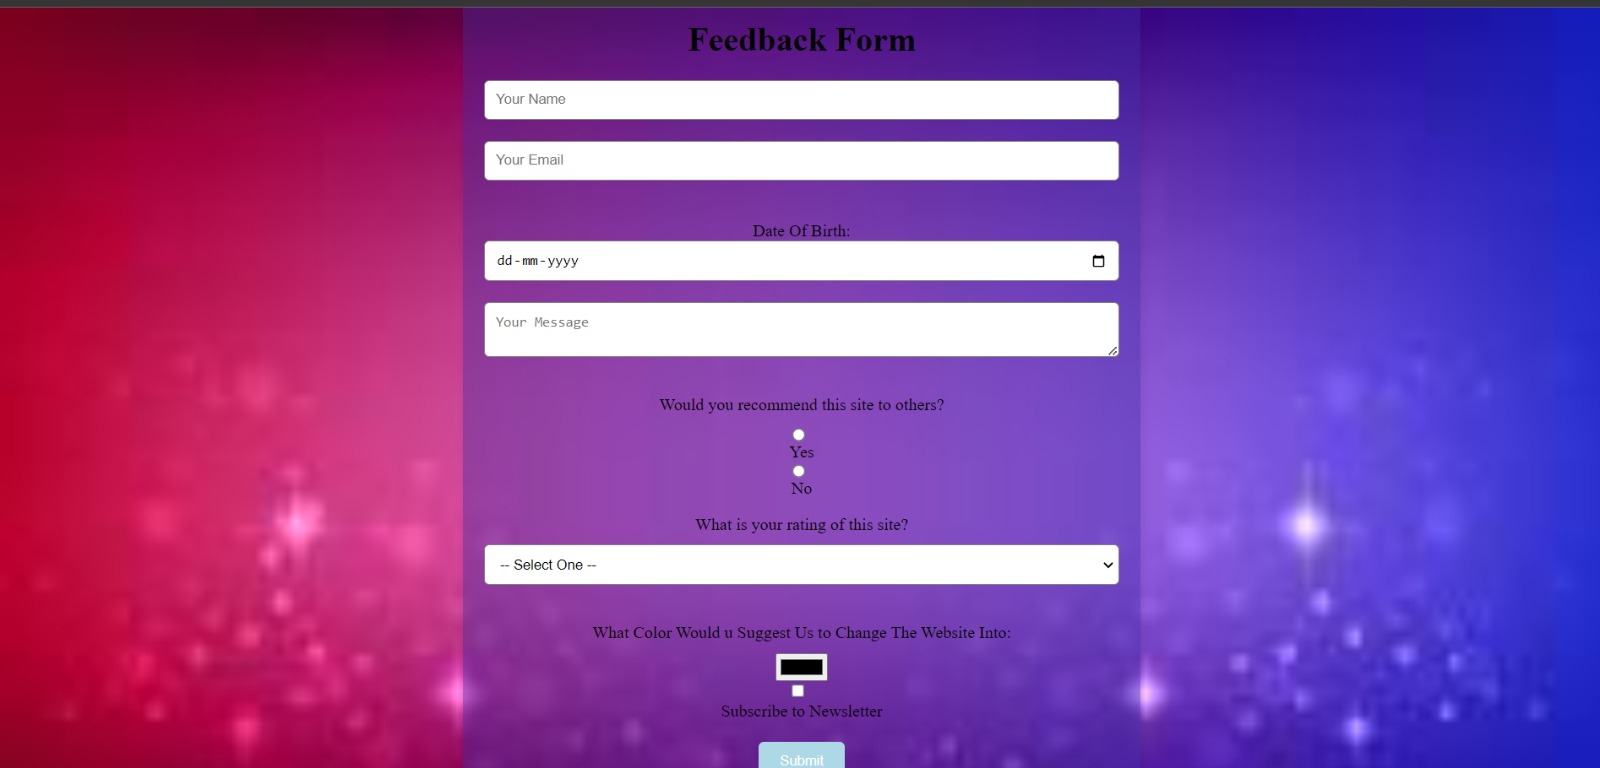 Feedback Form
Your Name
Your Email
Date Of Birth:
dd-mm-yyyy
Your Message
Would you recommend this site to others?
Yes
No
What is your rating of this site?
-- Select One --
What Color Would u Suggest Us to Change The Website Into:
Subscribe to Newsletter
Submit